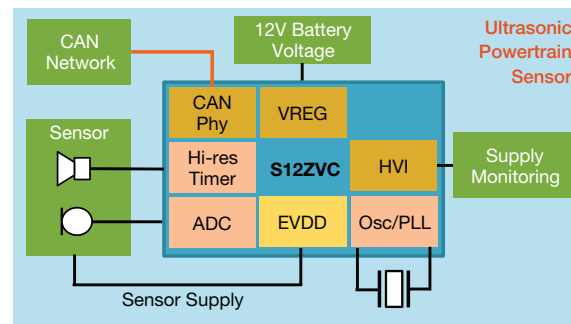 CAN
Network
12V Battery
Voltage
Ultrasonic
Powertrain
Sensor
CAN
Phy
VREG
Sensor
Hi-res
Timer
S12ZVC
HVI
Supply
Monitoring
ADC
EVDD
Osc/PLL
Sensor Supply